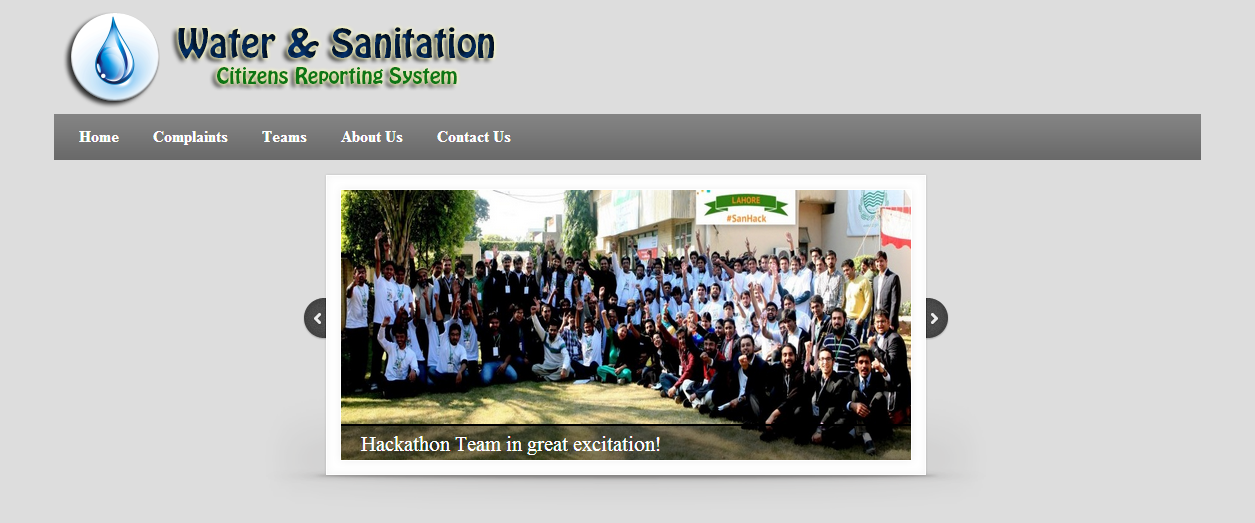 Water & Sanitation
Citizens Reporting System
Home Complaints Teams About Us Contact Us
LAHORE
#SanHack
Hackathon Team in great excitation!